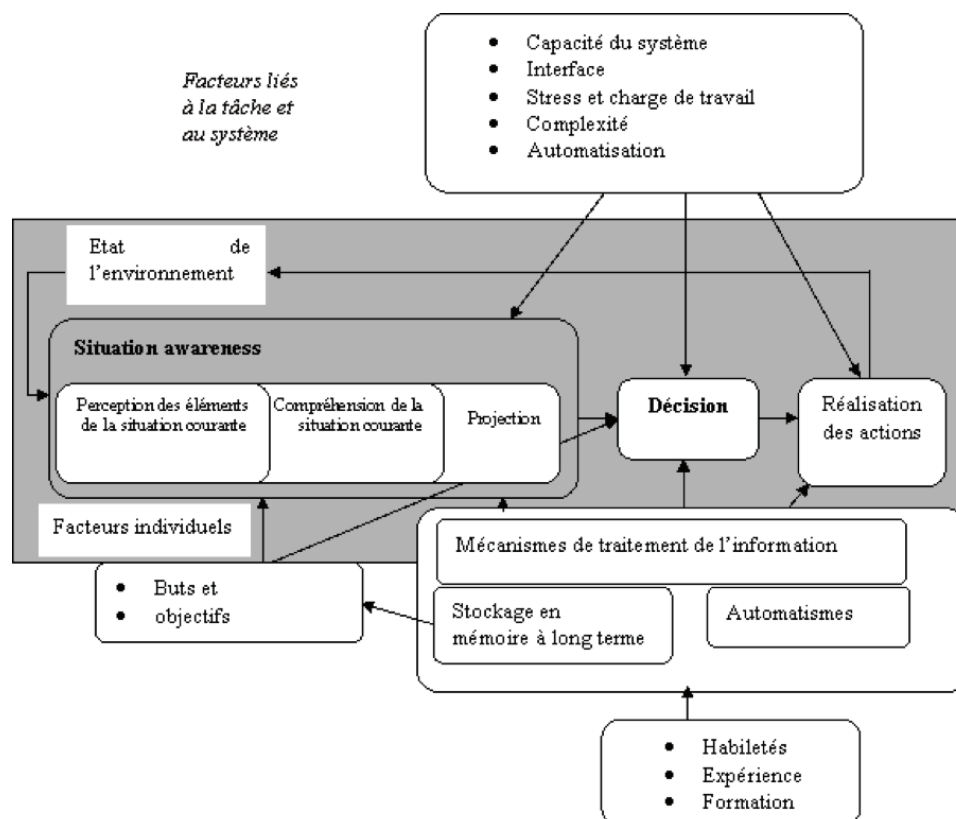 Facteurs liés
à la tâche et
au système
• Capacité du système
• Interface
• Stress et charge de travail
• Complexité
• Automatisation
Etat de
l'environnement
Situation awareness
Perception des éléments
de la situation courante
Compréhension de la
situation courante
Projection
Décision
Réalisation
des actions
Facteurs individuels
• Buts et
• objectifs
Mécanismes de traitement de l'information
Stockage en
mémoire à long terme
Automatismes
• Habiletés
• Expérience
• Formation